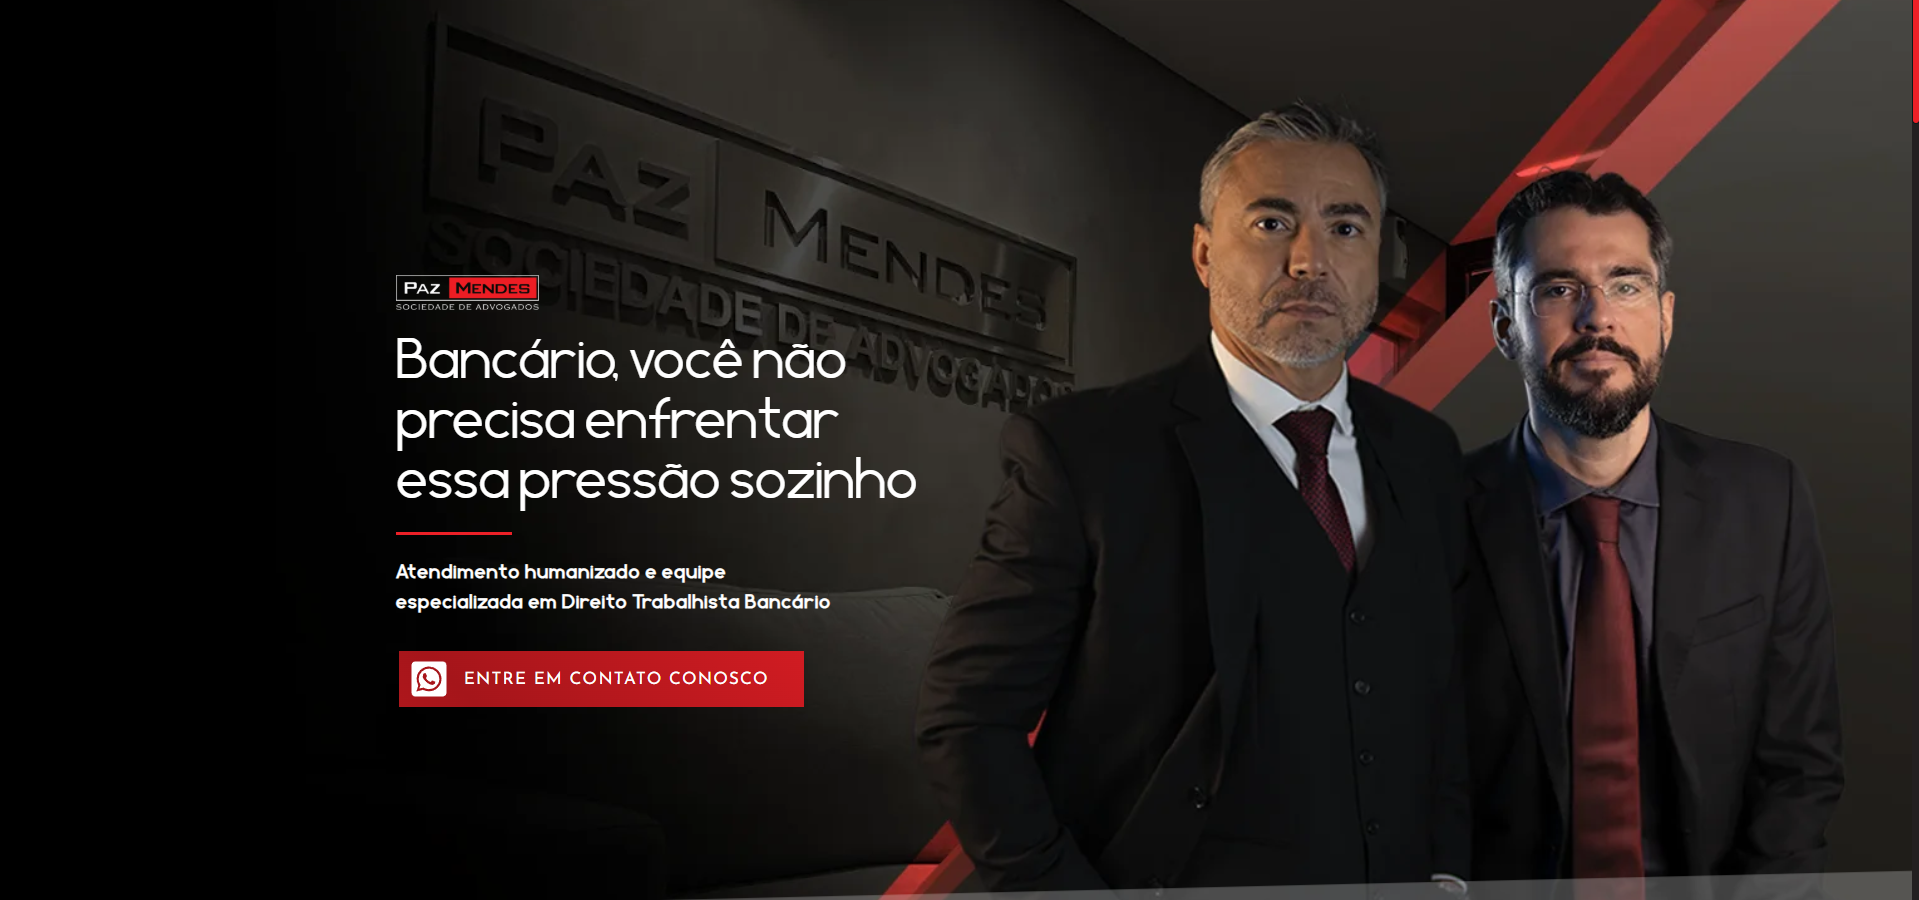 PAZ MENDES
SOCIEDADE DE ADVOGADOS
PAZ MENDES
SOCIEDADE DE ADVOGADOS
Bancário, você não
precisa enfrentar
essa pressão sozinho
Atendimento humanizado e equipe
especializada em Direito Trabalhista Bancário
ENTRE EM CONTATO CONOSCO